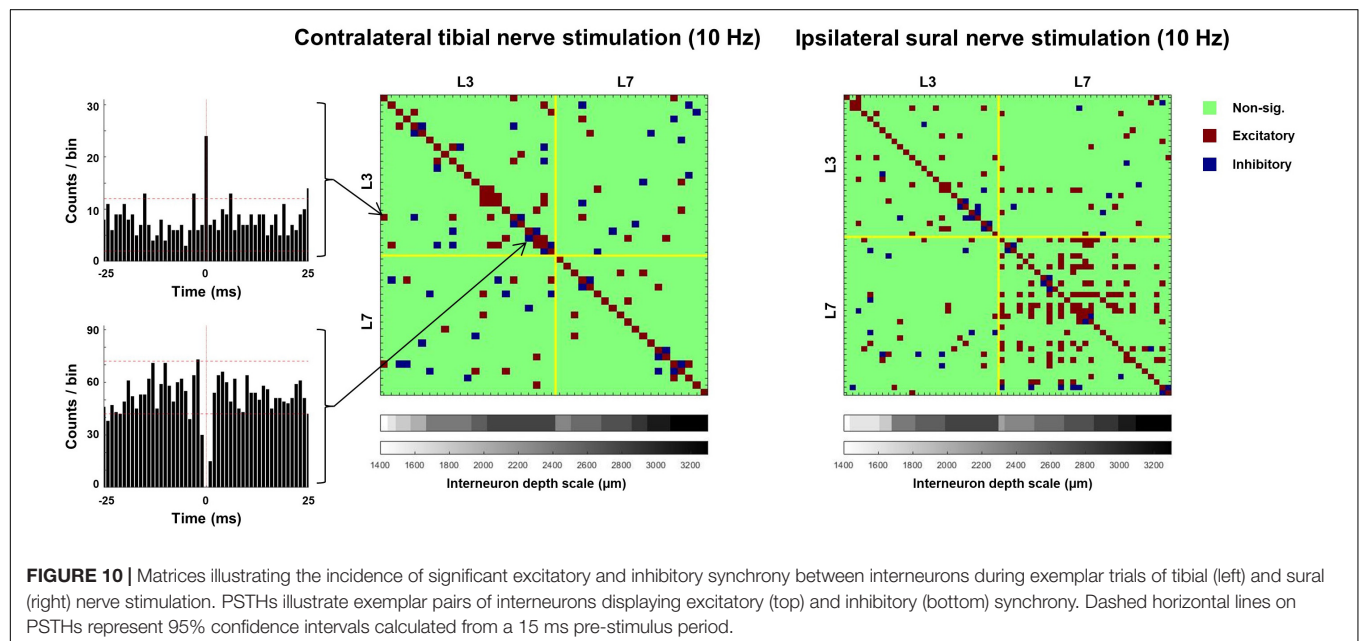 Contralateral tibial nerve stimulation (10 Hz)
Ipsilateral sural nerve stimulation (10 Hz)
L3
L7
L3
L7
Non-sig.
Excitatory
Inhibitory
30
20
10
0
Counts / bin
-25
0
25
Time (ms)
90
60
30
0
Counts / bin
-25
0
25
Time (ms)
L3
L7
L3
L7
1400 1600 1800 2000 2200 2400 2600 2800 3000 3200
Interneuron depth scale (µm)
1400 1600 1800 2000 2200 2400 2600 2800 3000 3200
Interneuron depth scale (µm)
FIGURE 10 | Matrices illustrating the incidence of significant excitatory and inhibitory synchrony between interneurons during exemplar trials of tibial (left) and sural
(right) nerve stimulation. PSTHs illustrate exemplar pairs of interneurons displaying excitatory (top) and inhibitory (bottom) synchrony. Dashed horizontal lines on
PSTHs represent 95% confidence intervals calculated from a 15 ms pre-stimulus period.